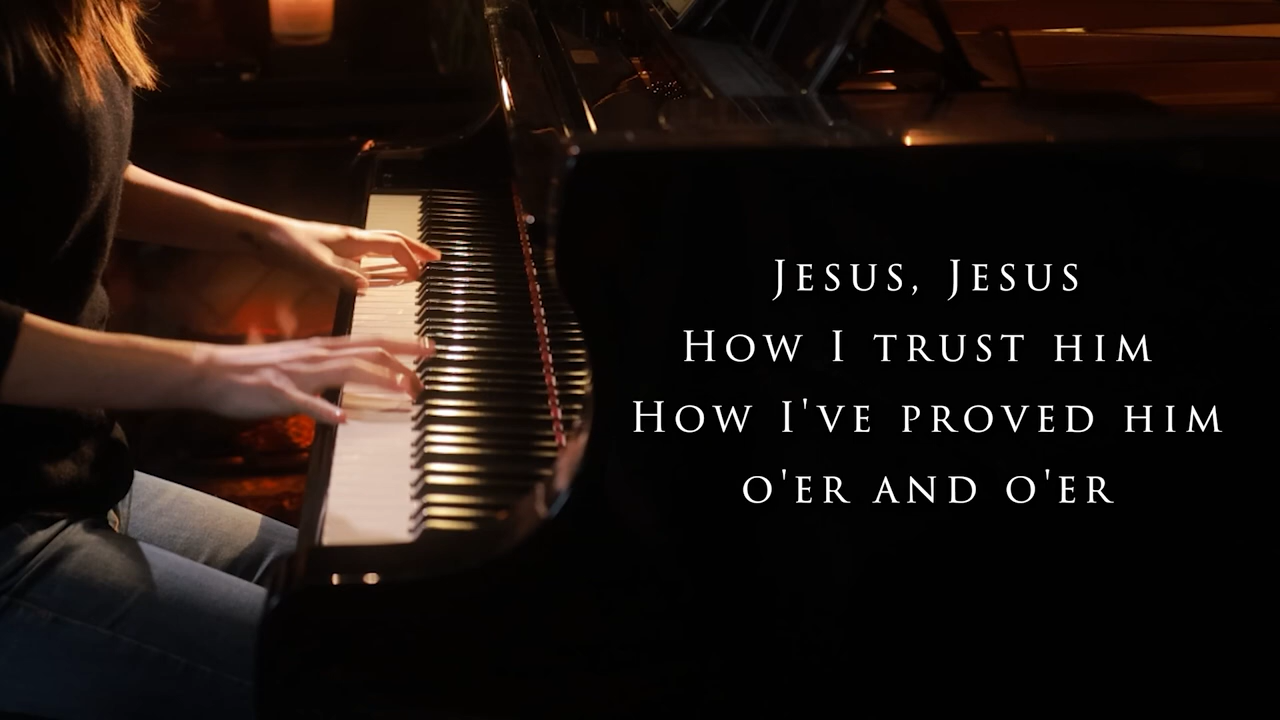 Jesus, Jesus
How I trust him
How I've proved him
o'er and o'er